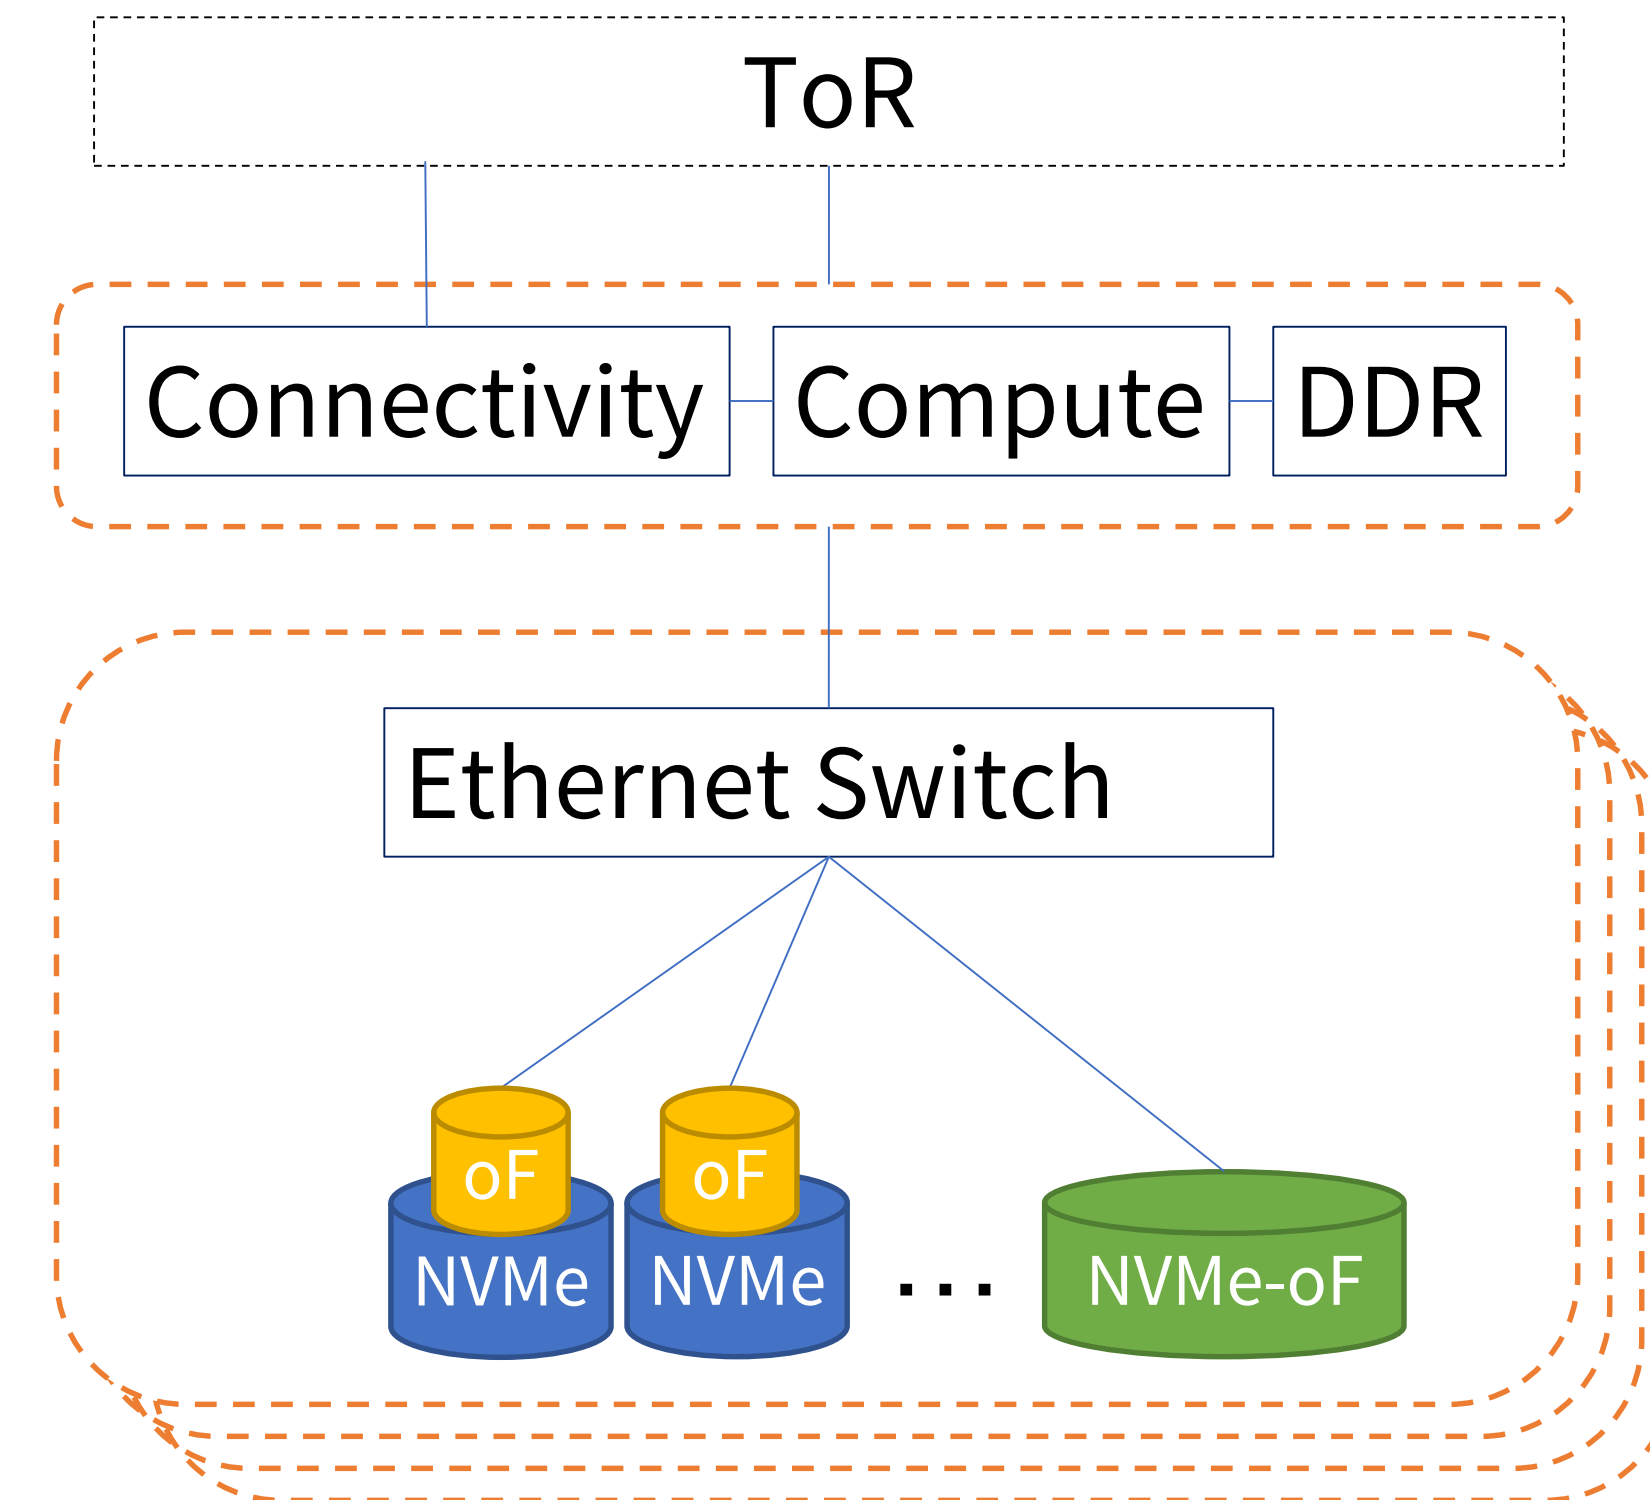 ToR
Connectivity Compute DDR
Ethernet Switch
oF oF
NVMe NVMe ... NVMe-oF